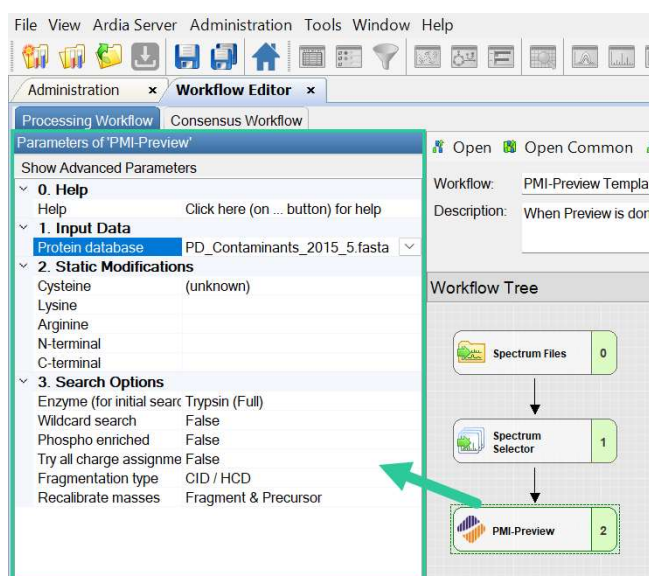 File View Ardia Server Administration Tools Window Help
Administration × Workflow Editor ×
Processing Workflow Consensus Workflow
Parameters of 'PMI-Preview'
Show Advanced Parameters
0. Help
Help Click here (on ... button) for help
1. Input Data
Protein database PD_Contaminants_2015_5.fasta
2. Static Modifications
Cysteine (unknown)
Lysine
Arginine
N-terminal
C-terminal
3. Search Options
Enzyme (for initial searc Trypsin (Full)
Wildcard search False
Phospho enriched False
Try all charge assignme False
Fragmentation type CID / HCD
Recalibrate masses Fragment & Precursor
Open Open Common
Workflow: PMI-Preview Templa
Description: When Preview is don
Workflow Tree
Spectrum Files 0
Spectrum
Selector 1
PMI-Preview 2